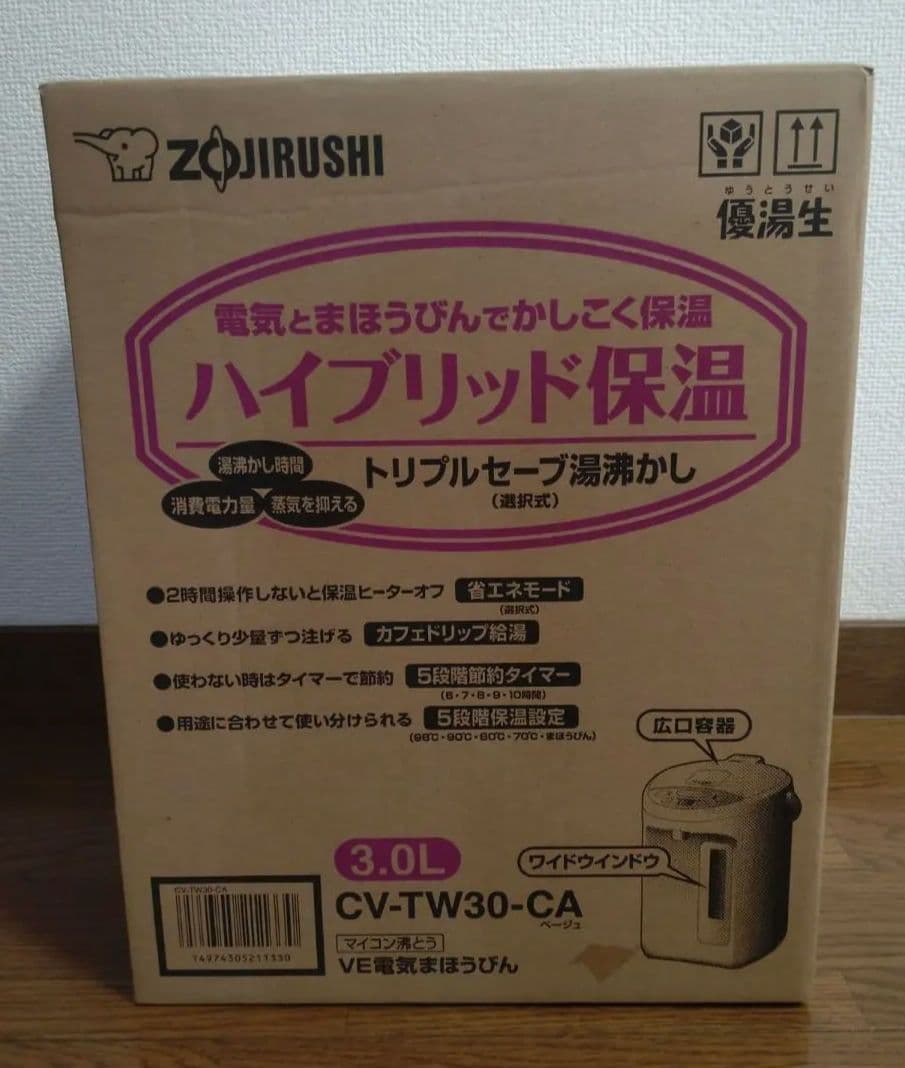 ZOJIRUSHI
ゆうとうせい
優湯生
電気とまほうびんでかしこく保温
ハイブリッド保温
湯沸かし時間
消費電力量
蒸気を抑える
トリプルセーブ湯沸かし
(選択式)
●2時間操作しないと保温ヒーターオフ 省エネモード
(選択式)
●ゆっくり少量ずつ注げる カフェドリップ給湯
●使わない時はタイマーで節約 5段階節約タイマー
(6・7・8・9・10時間)
●用途に合わせて使い分けられる 5段階保温設定
(98℃・90℃・80℃・70℃・まほうびん)
広口容器
ワイドウインドウ
3.0L
CV-TW30-CA
ベージュ
マイコン沸とう
VE電気まほうびん
CV-TW30-CA
4974305211330